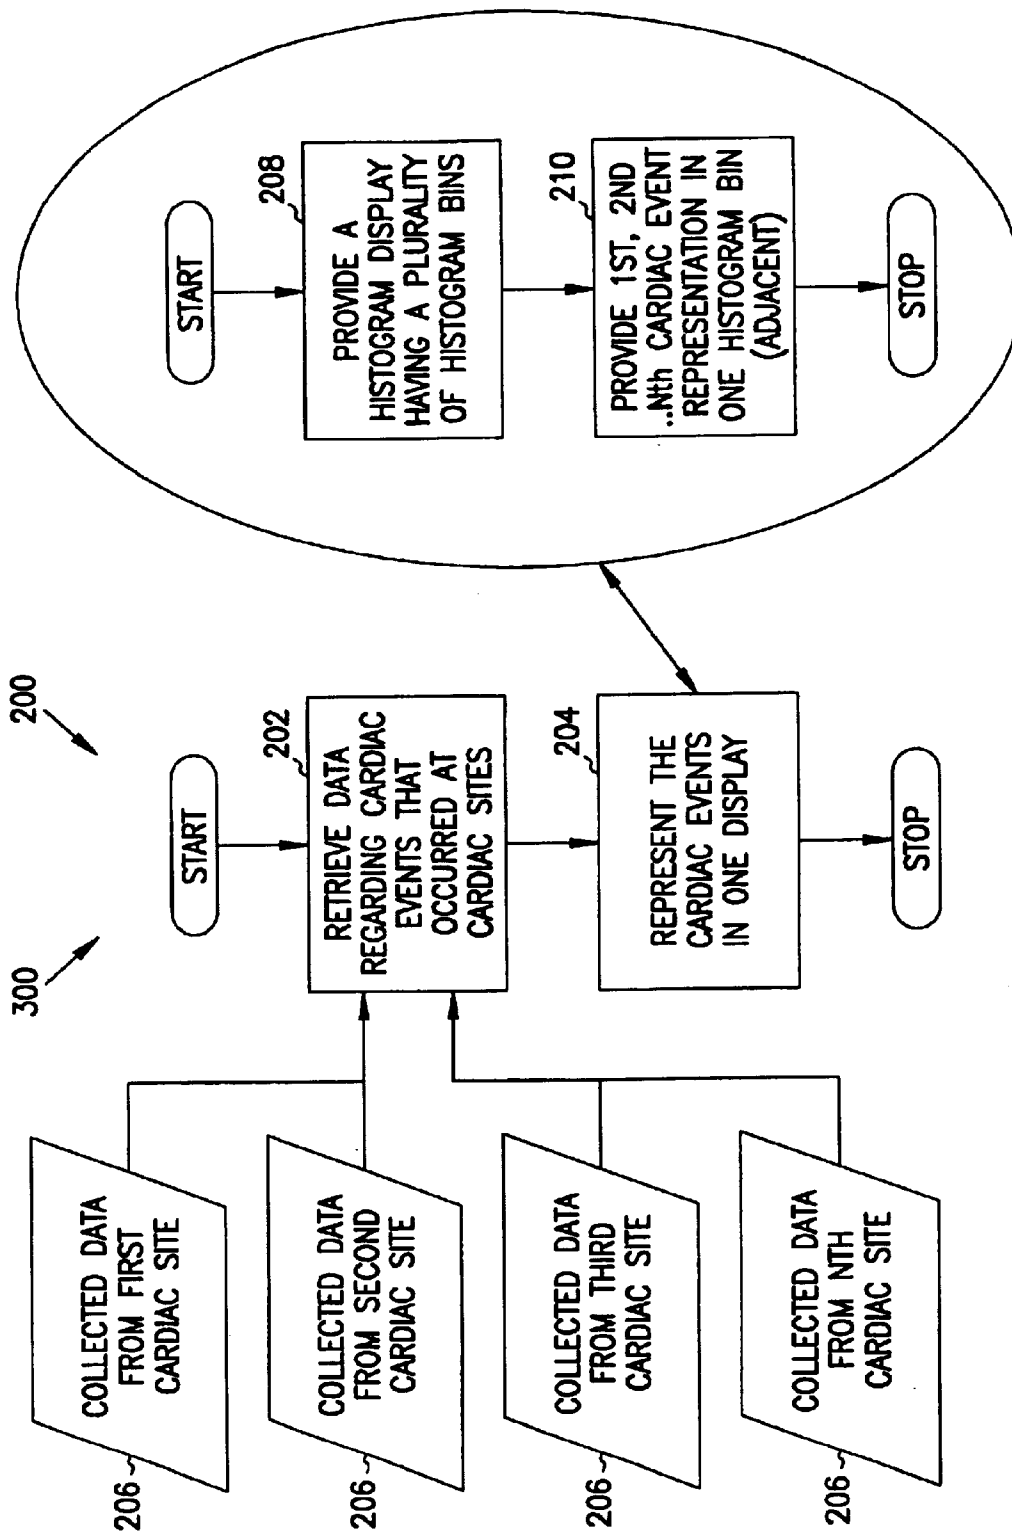 300
200
206
COLLECTED DATA
FROM FIRST
CARDIAC SITE
206
COLLECTED DATA
FROM SECOND
CARDIAC SITE
206
COLLECTED DATA
FROM THIRD
CARDIAC SITE
206
COLLECTED DATA
FROM NTH
CARDIAC SITE
START
202
RETRIEVE DATA
REGARDING CARDIAC
EVENTS THAT
OCCURRED AT
CARDIAC SITES
204
REPRESENT THE
CARDIAC EVENTS
IN ONE DISPLAY
STOP
START
208
PROVIDE A
HISTOGRAM DISPLAY
HAVING A PLURALITY
OF HISTOGRAM BINS
210
PROVIDE 1ST, 2ND
..Nth CARDIAC EVENT
REPRESENTATION IN
ONE HISTOGRAM BIN
(ADJACENT)
STOP